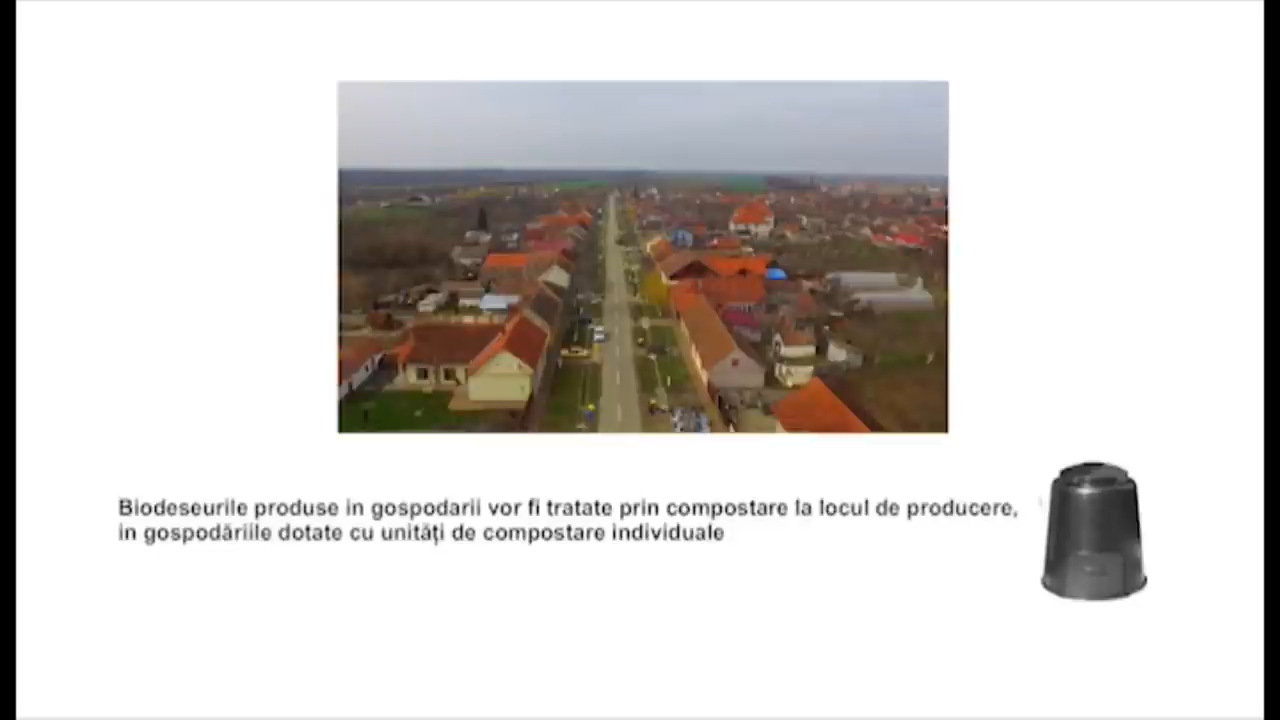 Biodeseurile produse in gospodarii vor fi tratate prin compostare la locul de producere,
in gospodăriile dotate cu unități de compostare individuale